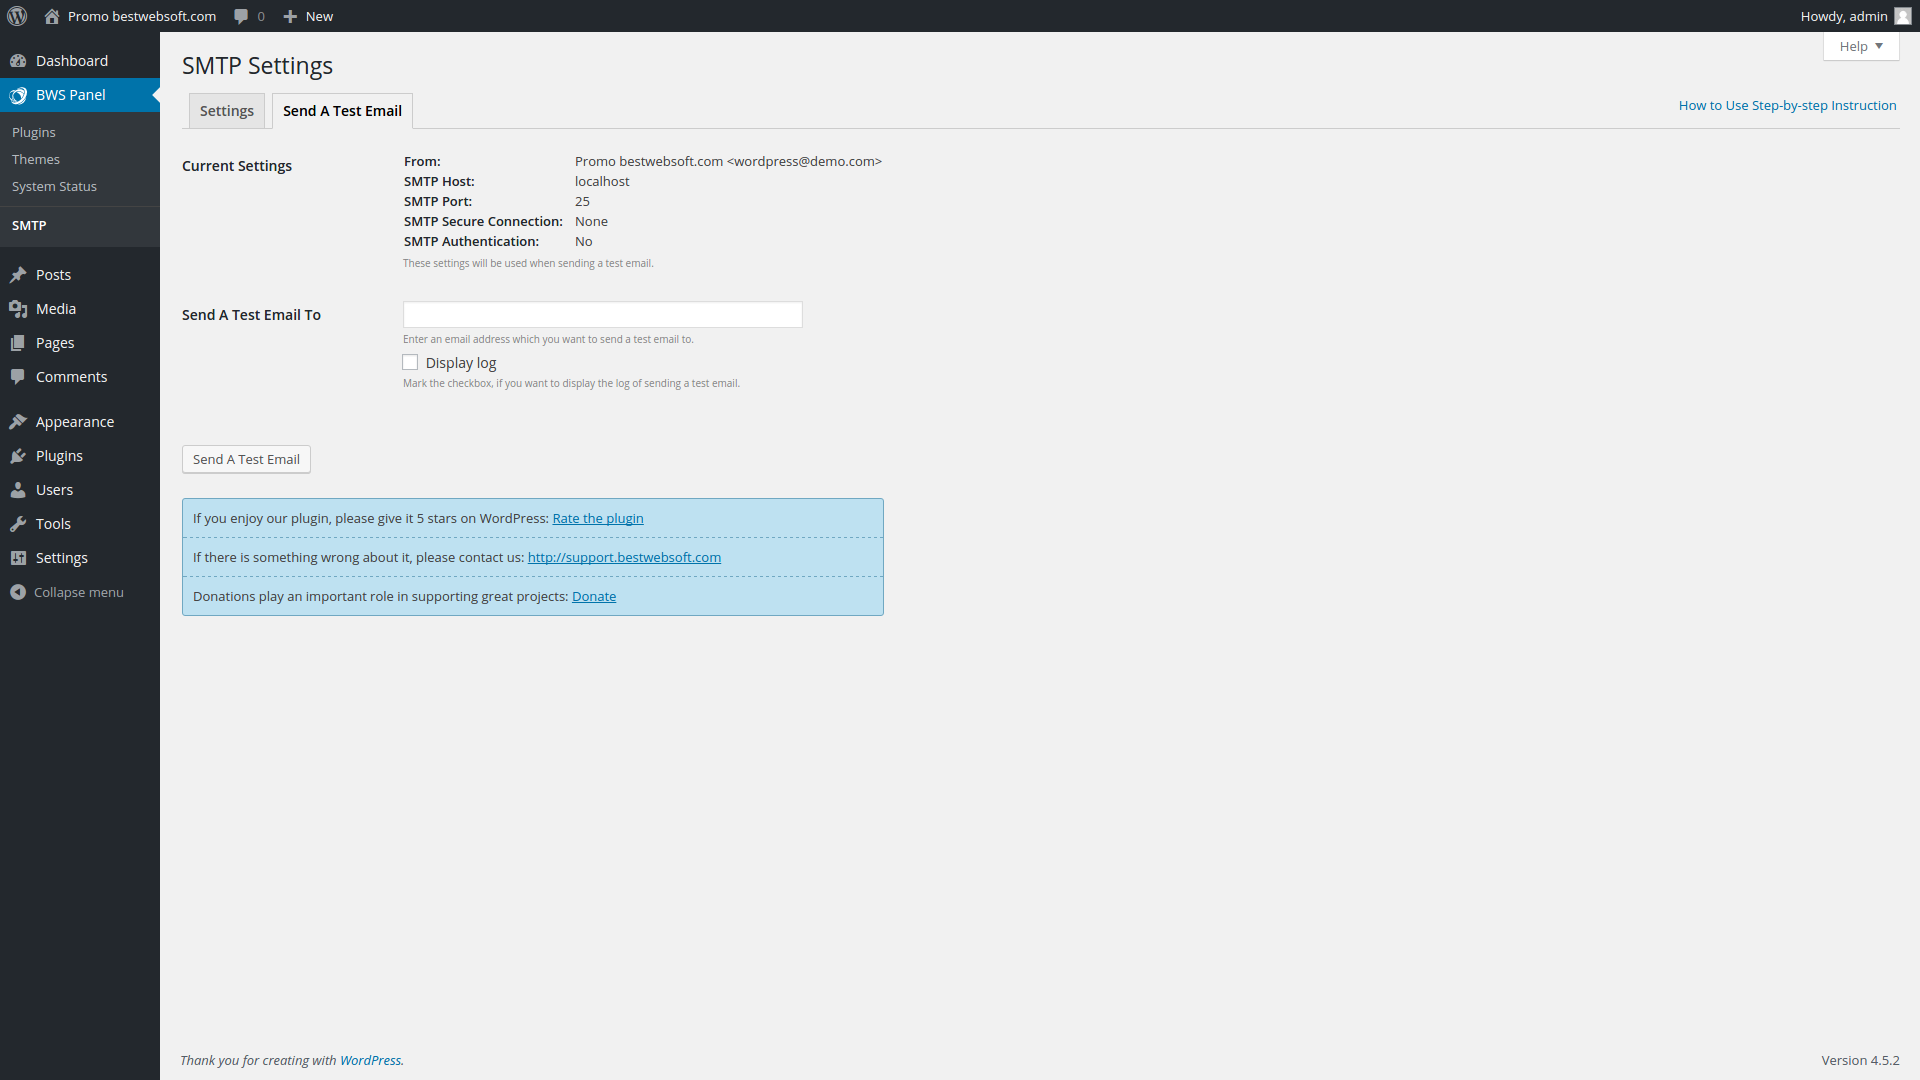 Promo bestwebsoft.com
0
New
Howdy, admin
Dashboard
BWS Panel
Plugins
Themes
System Status
SMTP
Posts
Media
Pages
Comments
Appearance
Plugins
Users
Tools
Settings
Collapse menu
Help
SMTP Settings
Settings
Send A Test Email
How to Use Step-by-step Instruction
Current Settings
From: Promo bestwebsoft.com <wordpress@demo.com>
SMTP Host: localhost
SMTP Port: 25
SMTP Secure Connection: None
SMTP Authentication: No
These settings will be used when sending a test email.
Send A Test Email To
Enter an email address which you want to send a test email to.
Display log
Mark the checkbox, if you want to display the log of sending a test email.
Send A Test Email
If you enjoy our plugin, please give it 5 stars on WordPress: Rate the plugin
If there is something wrong about it, please contact us: http://support.bestwebsoft.com
Donations play an important role in supporting great projects: Donate
Thank you for creating with WordPress.
Version 4.5.2